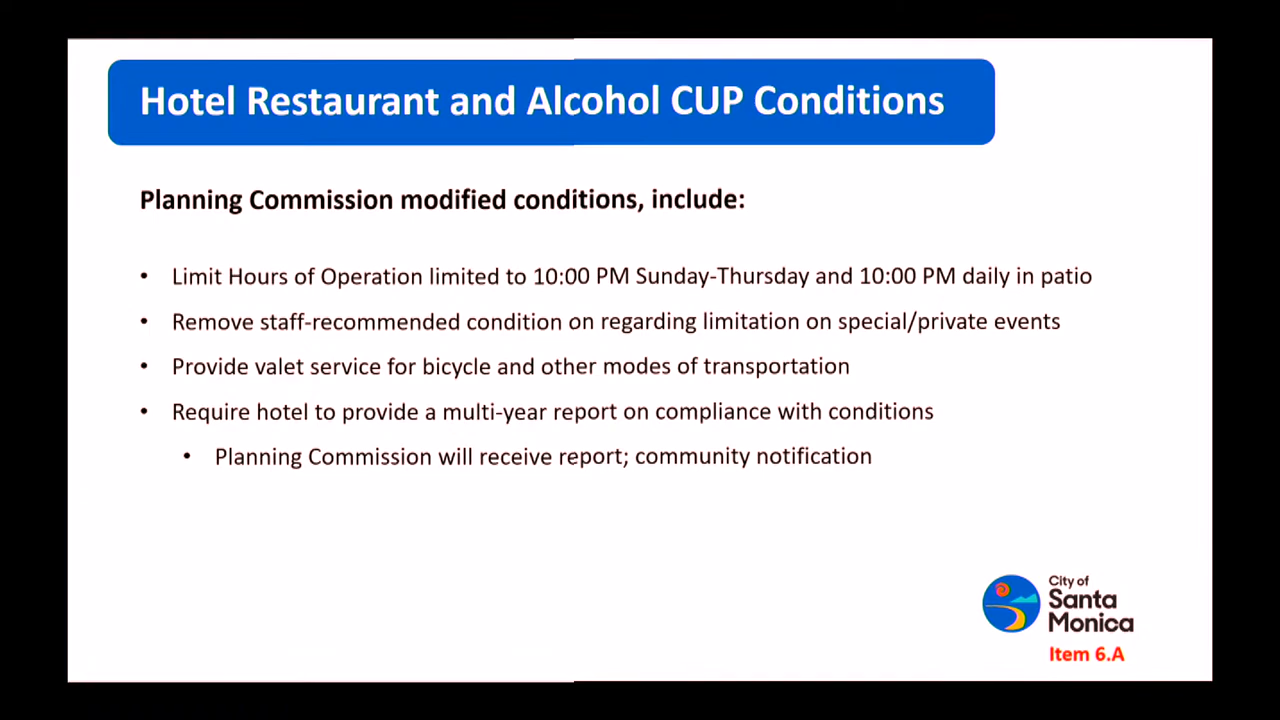 Hotel Restaurant and Alcohol CUP Conditions
Planning Commission modified conditions, include:
• Limit Hours of Operation limited to 10:00 PM Sunday-Thursday and 10:00 PM daily in patio
• Remove staff-recommended condition on regarding limitation on special/private events
• Provide valet service for bicycle and other modes of transportation
• Require hotel to provide a multi-year report on compliance with conditions
• Planning Commission will receive report; community notification
City of
Santa
Monica
Item 6.A